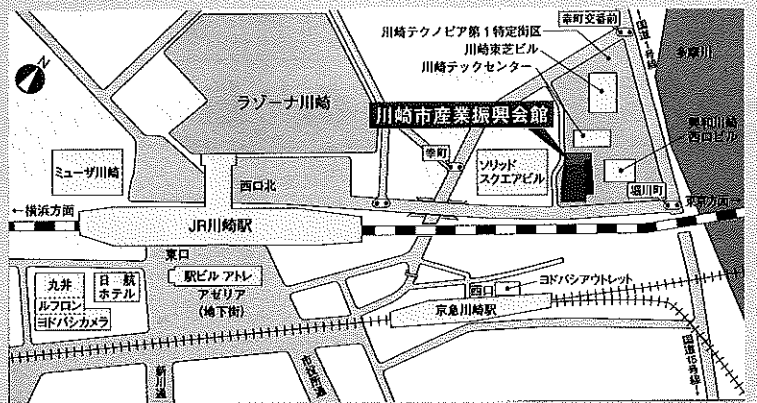 幸町交番前
川崎テクノピア第1特定街区
川崎東芝ビル
川崎テックセンター
国道1号線→
多摩川
ラゾーナ川崎
川崎市産業振興会館
興和川崎
西口ビル
ミューザ川崎
西口北
幸町
ソリッド
スクエアビル
堀川町
←横浜方面
東京方面→
JR川崎駅
東口
駅ビル アトレ
丸井
日航
ホテル
ルフロン
ヨドバシカメラ
アゼリア
(地下街)
西口
ヨドバシアウトレット
京急川崎駅
新川通
市役所通
←国道15号線→